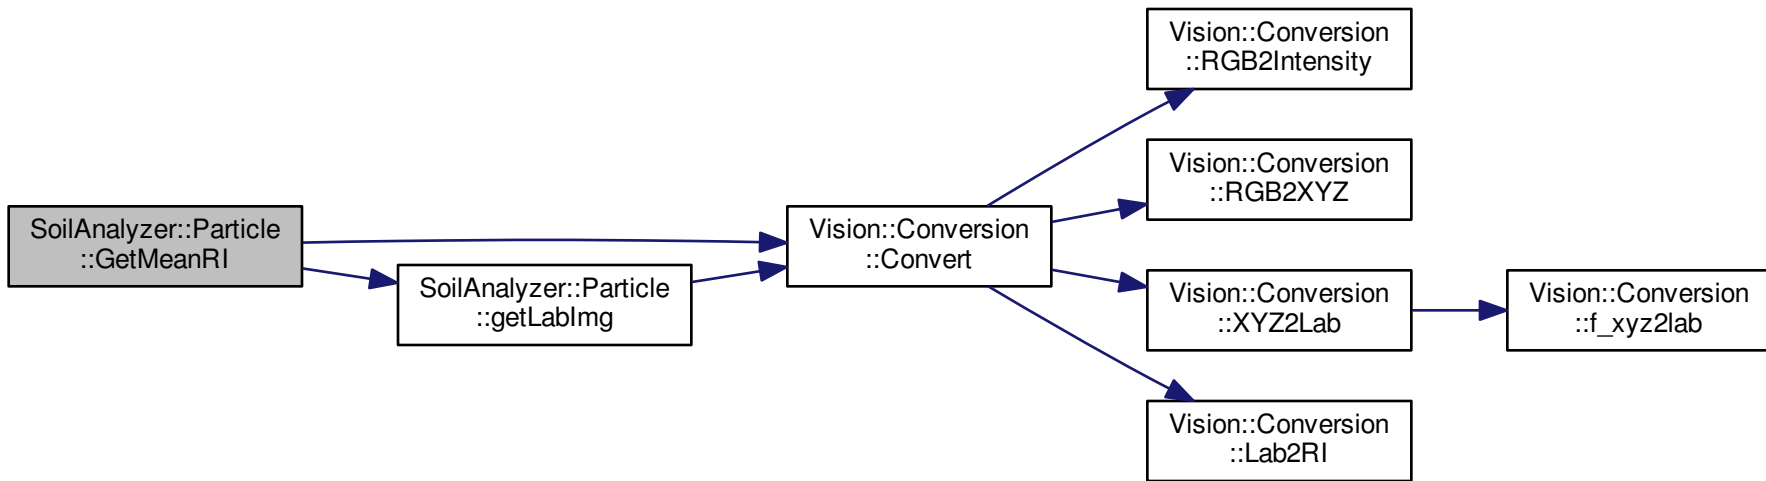 SoilAnalyzer::Particle
::GetMeanRI
SoilAnalyzer::Particle
::getLabImg
Vision::Conversion
::Convert
Vision::Conversion
::RGB2Intensity
Vision::Conversion
::RGB2XYZ
Vision::Conversion
::XYZ2Lab
Vision::Conversion
::Lab2RI
Vision::Conversion
::f_xyz2lab